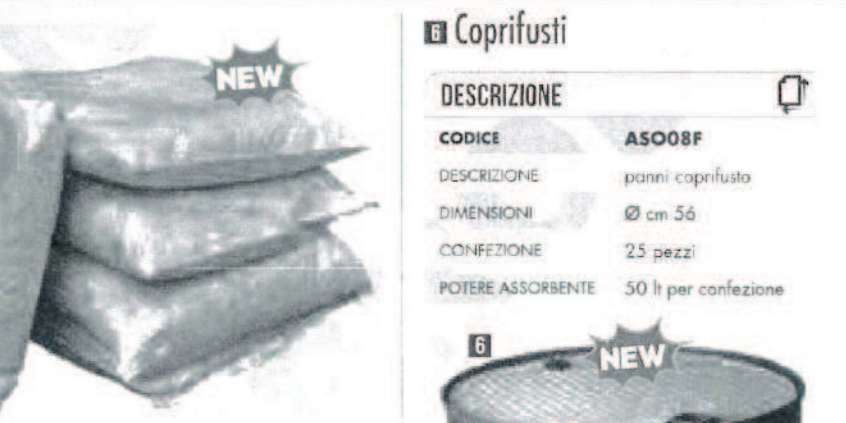 NEW
6 Coprifusti
DESCRIZIONE
CODICE ASO08F
DESCRIZIONE panni coprifusto
DIMENSIONI Ø cm 56
CONFEZIONE 25 pezzi
POTERE ASSORBENTE 50 lt per confezione
6
NEW